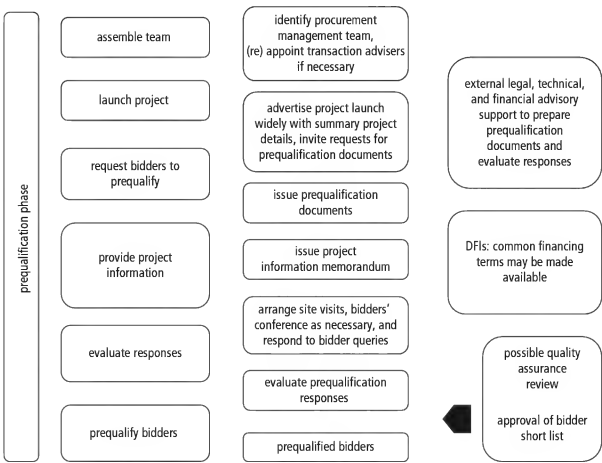 prequalification phase
assemble team
launch project
request bidders to
prequalify
provide project
information
evaluate responses
prequalify bidders
identify procurement
management team,
(re) appoint transaction advisers
if necessary
advertise project launch
widely with summary project
details, invite requests for
prequalification documents
issue prequalification
documents
issue project
information memorandum
arrange site visits, bidders’
conference as necessary, and
respond to bidder queries
evaluate prequalification
responses
prequalified bidders
external legal, technical,
and financial advisory
support to prepare
prequalification
documents and
evaluate responses
DFIs: common financing
terms may be made
available
possible quality
assurance
review
approval of bidder
short list